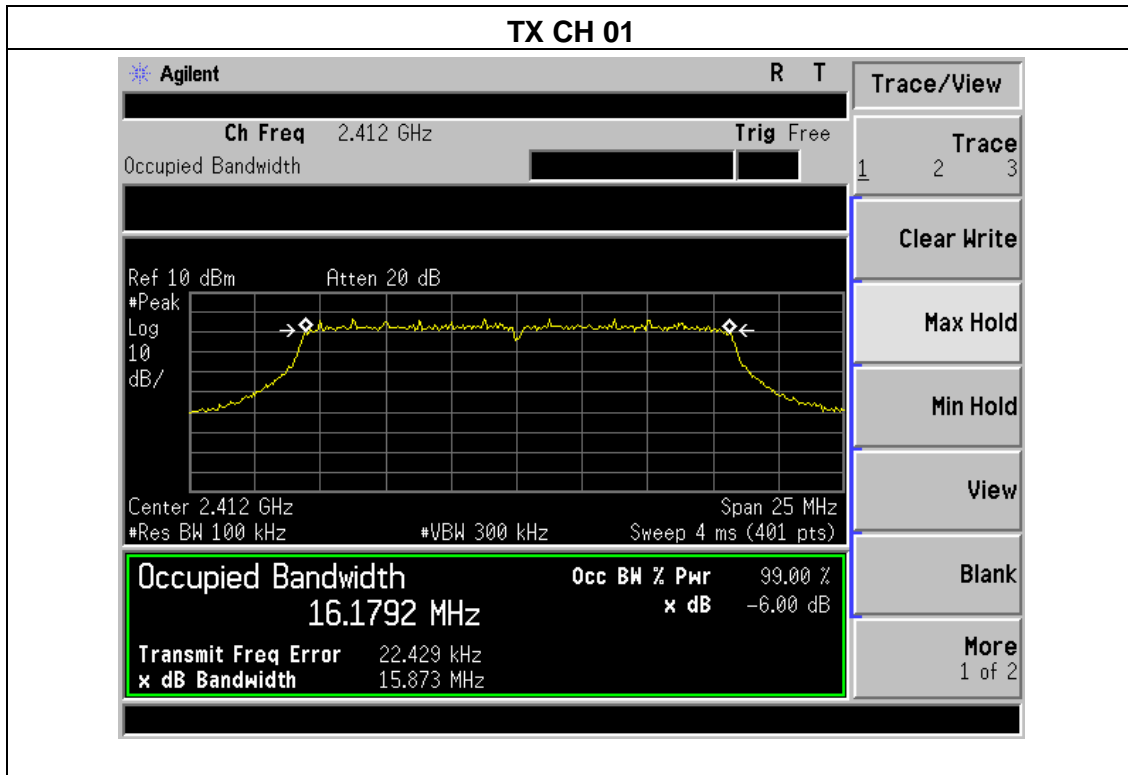 TX CH 01
Agilent R T
Ch Freq 2.412 GHz Trig Free
Occupied Bandwidth
Ref 10 dBm Atten 20 dB
#Peak
Log
10
dB/
Center 2.412 GHz Span 25 MHz
#Res BW 100 kHz #VBW 300 kHz Sweep 4 ms (401 pts)
Occupied Bandwidth Occ BW % Pwr 99.00 %
16.1792 MHz x dB -6.00 dB
Transmit Freq Error 22.429 kHz
x dB Bandwidth 15.873 MHz
Trace/View
Trace
1 2 3
Clear Write
Max Hold
Min Hold
View
Blank
More
1 of 2